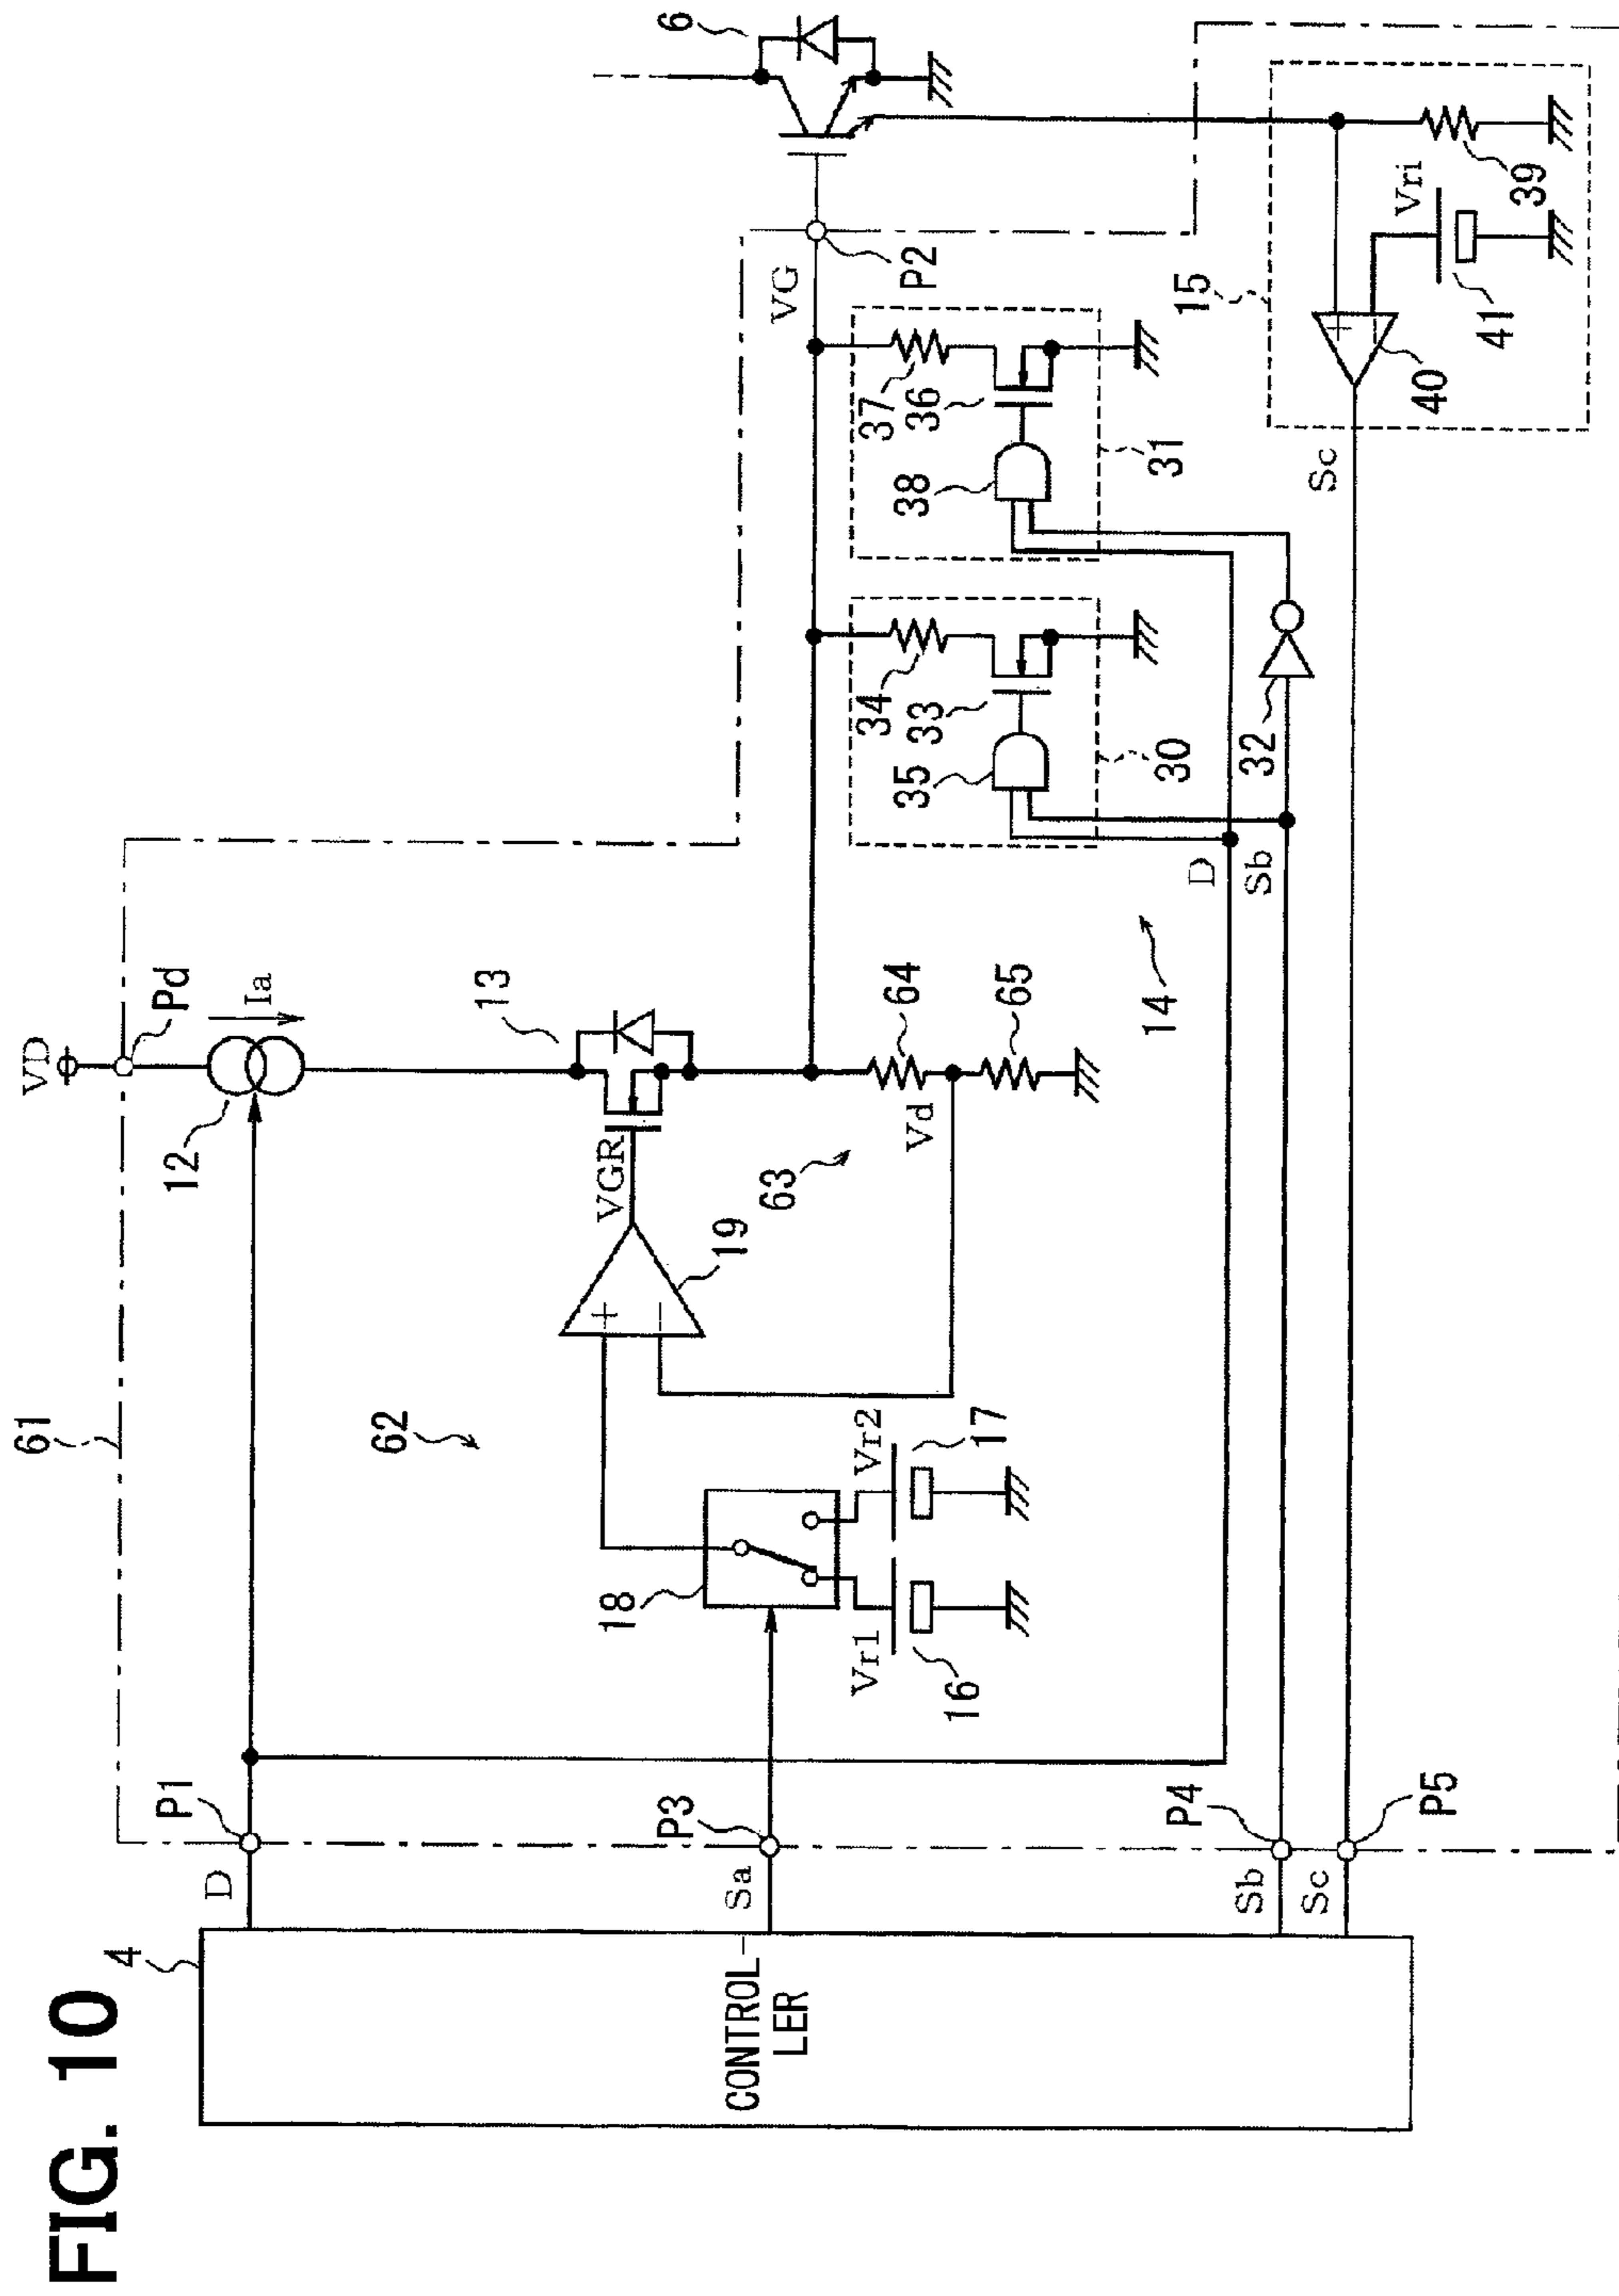 FIG. 10
61
VD
Pd
Ia
12
13
VGR
19
62
63
64
Vd
65
18
Vr1
Vr2
16
17
4
CONTROL-
LER
D
P1
Sa
P3
Sb
P4
Sc
P5
14
D
Sb
VG
P2
6
34
33
35
30
37
36
38
31
32
Sc
15
40
41
Vri
39
+
−
+
−